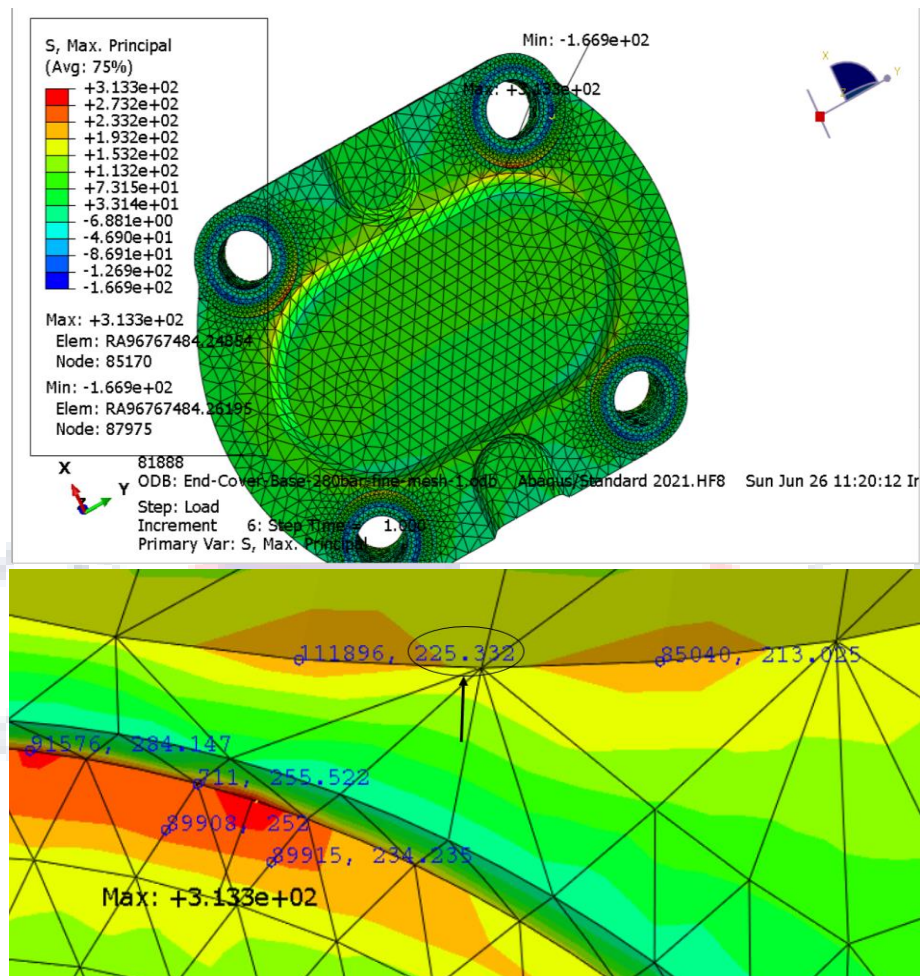 S, Max. Principal
(Avg: 75%)
+3.133e+02
+2.732e+02
+2.332e+02
+1.932e+02
+1.532e+02
+1.132e+02
+7.315e+01
+3.314e+01
-6.881e+00
-4.690e+01
-8.691e+01
-1.269e+02
-1.669e+02
Max: +3.133e+02
Elem: RA96767484.24884
Node: 85170
Min: -1.669e+02
Elem: RA96767484.26195
Node: 87975
Min: -1.669e+02
Max: +3.133e+02
X
Y
Z
X
Y
81888
ODB: End-Cover-Base-280bar-fine-mesh-1.odb Abaqus/Standard 2021.HF8 Sun Jun 26 11:20:12 Ir
Step: Load
Increment 6: Step Time = 1.000
Primary Var: S, Max. Principal
111896, 225.332
85040, 213.025
91576, 284.147
711, 255.522
89908, 252
89915, 234.235
Max: +3.133e+02